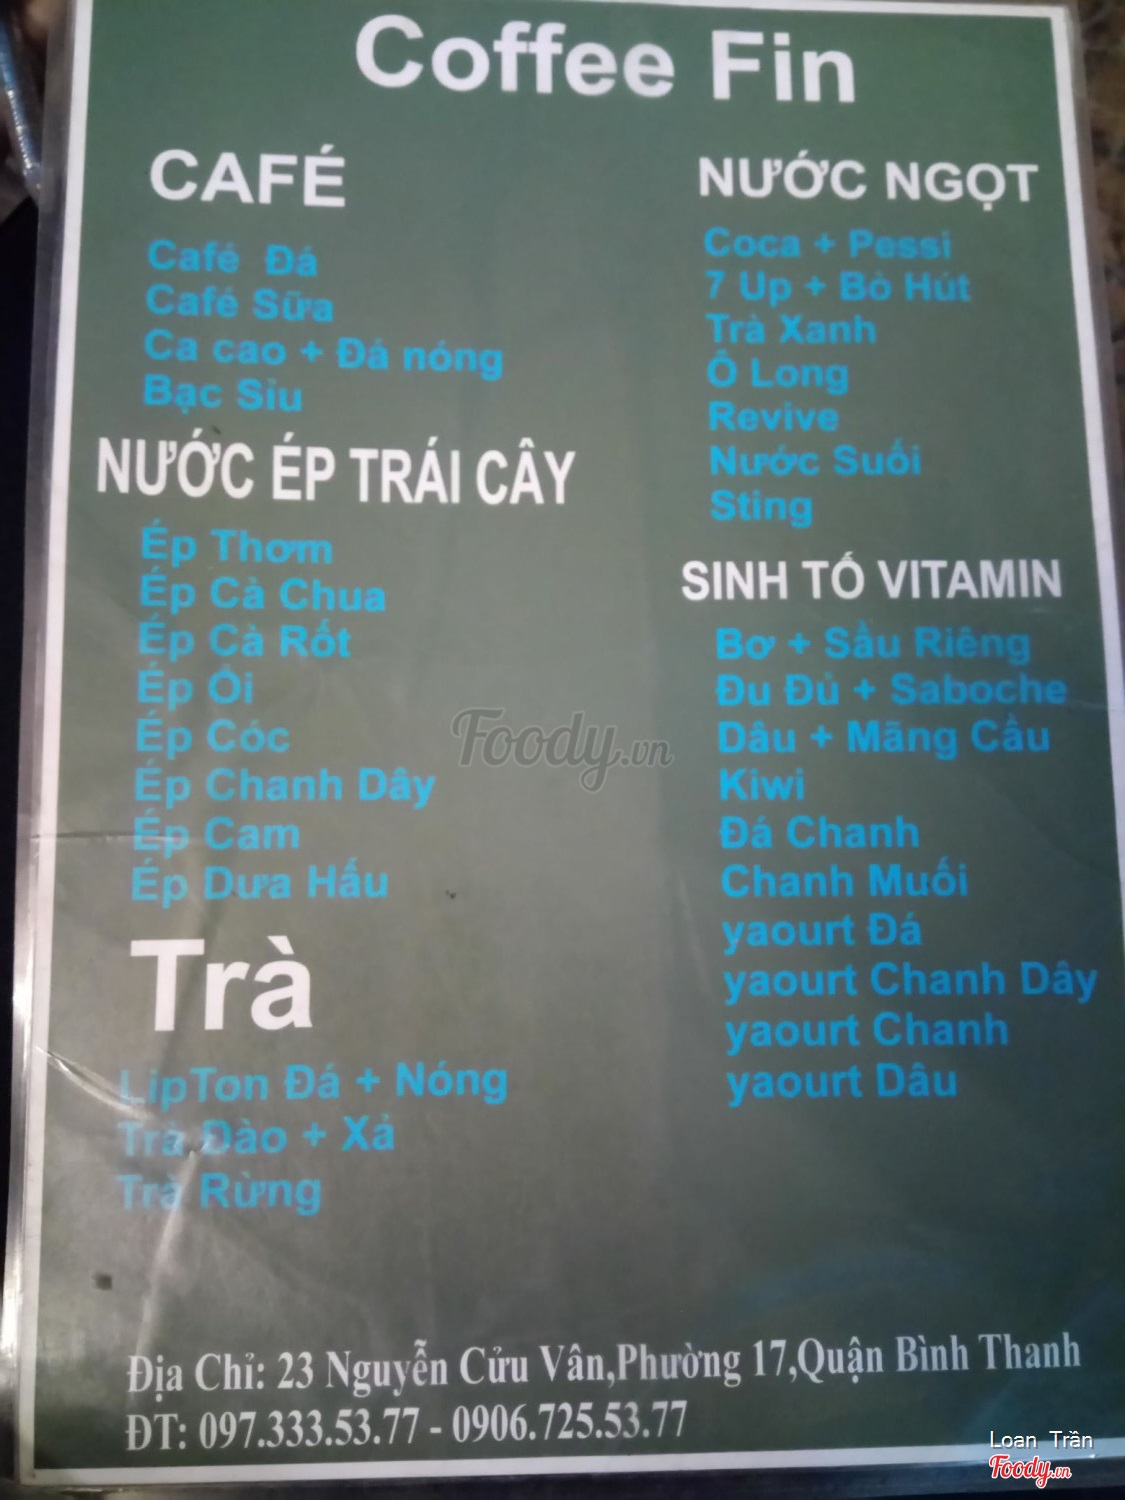 Coffee Fin
CAFÉ
Café Đá
Café Sữa
Ca cao + Đá nóng
Bạc Siu
NƯỚC ÉP TRÁI CÂY
Ép Thơm
Ép Cà Chua
Ép Cà Rốt
Ép Ổi
Ép Cóc
Ép Chanh Dây
Ép Cam
Ép Dưa Hấu
Trà
LipTon Đá + Nóng
Trà Đào + Xả
Trà Rừng
NƯỚC NGỌT
Coca + Pessi
7 Up + Bò Hút
Trà Xanh
Ô Long
Revive
Nước Suối
Sting
SINH TỐ VITAMIN
Bơ + Sầu Riêng
Đu Đủ + Saboche
Dâu + Mãng Cầu
Kiwi
Đá Chanh
Chanh Muối
yaourt Đá
yaourt Chanh Dây
yaourt Chanh
yaourt Dâu
Foody.vn
Địa Chỉ: 23 Nguyễn Cửu Vân,Phường 17,Quận Bình Thanh
ĐT: 097.333.53.77 - 0906.725.53.77
Loan Trần
Foody.vn